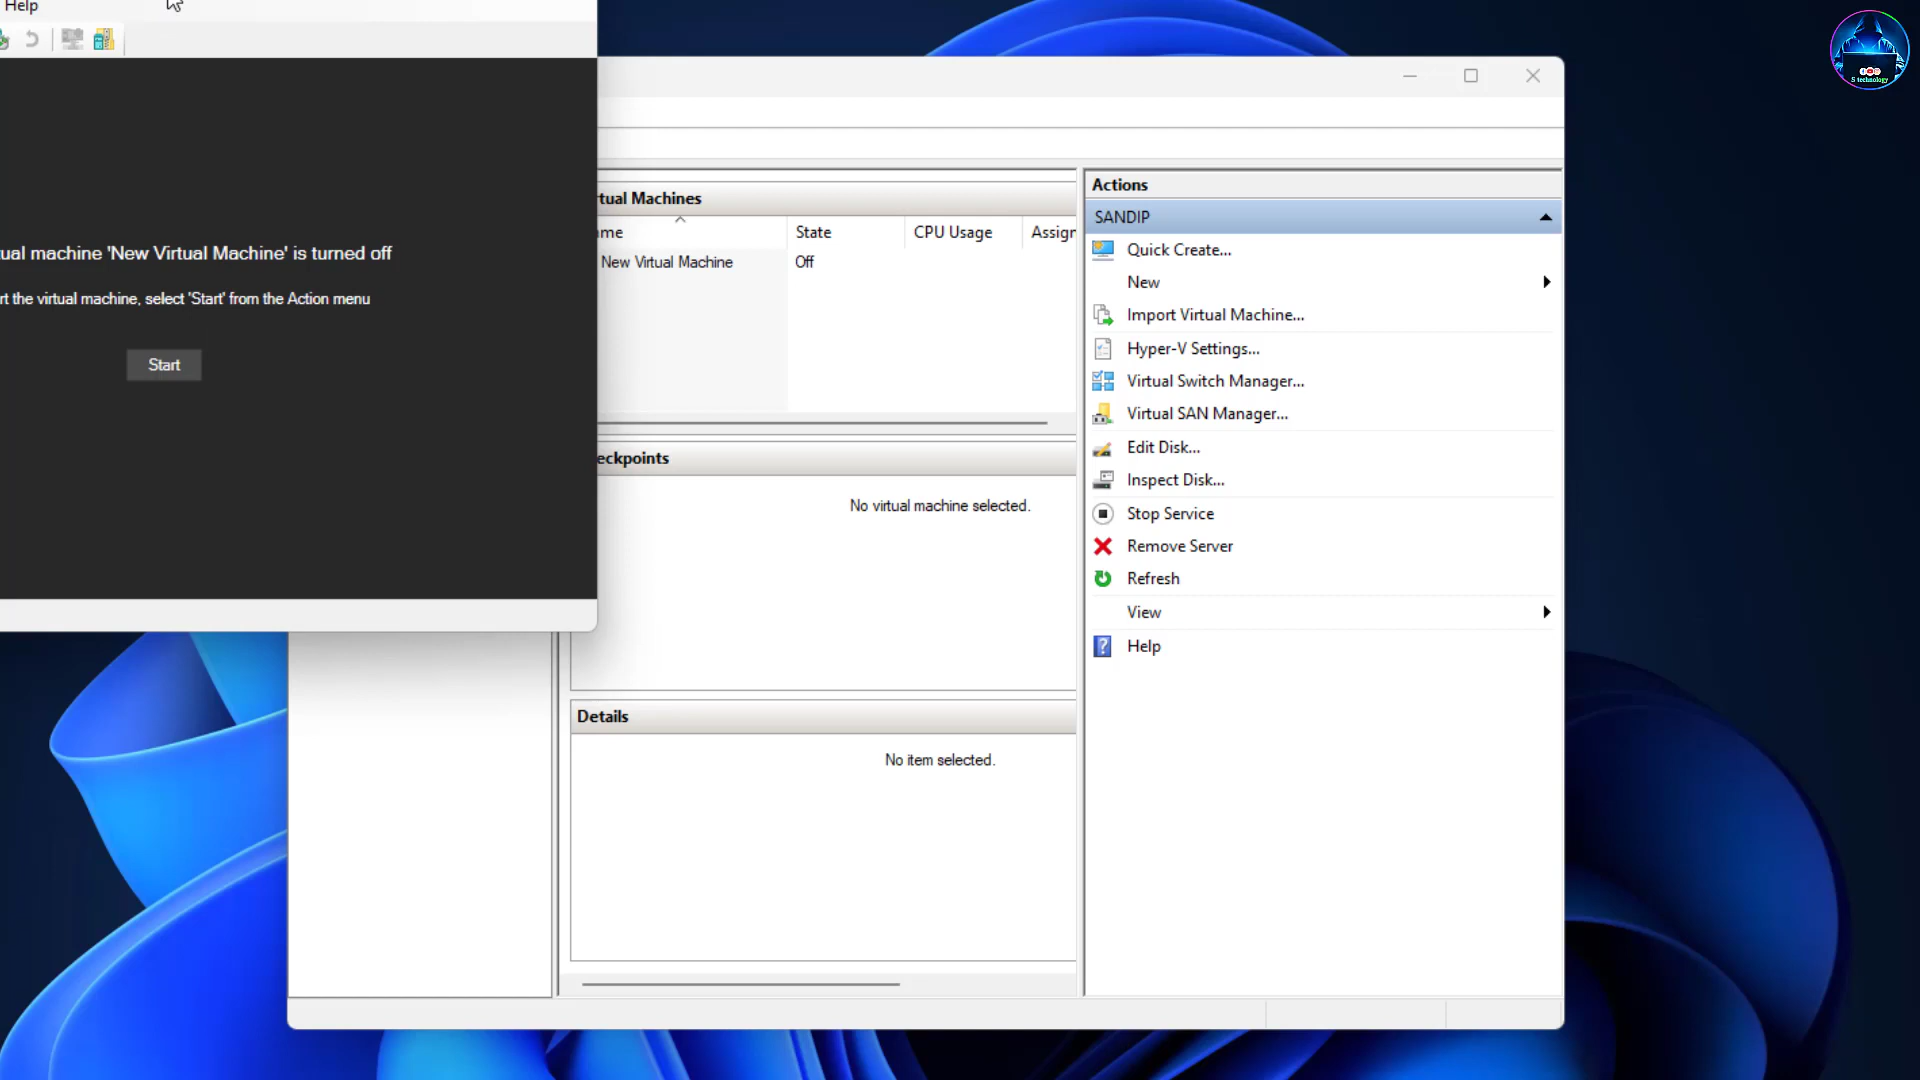 Help
tual machine 'New Virtual Machine' is turned off
rt the virtual machine, select 'Start' from the Action menu
Start
rtual Machines
me
State
CPU Usage
Assign
New Virtual Machine
Off
eckpoints
No virtual machine selected.
Details
No item selected.
Actions
SANDIP
Quick Create...
New
Import Virtual Machine...
Hyper-V Settings...
Virtual Switch Manager...
Virtual SAN Manager...
Edit Disk...
Inspect Disk...
Stop Service
Remove Server
Refresh
View
Help
S technology